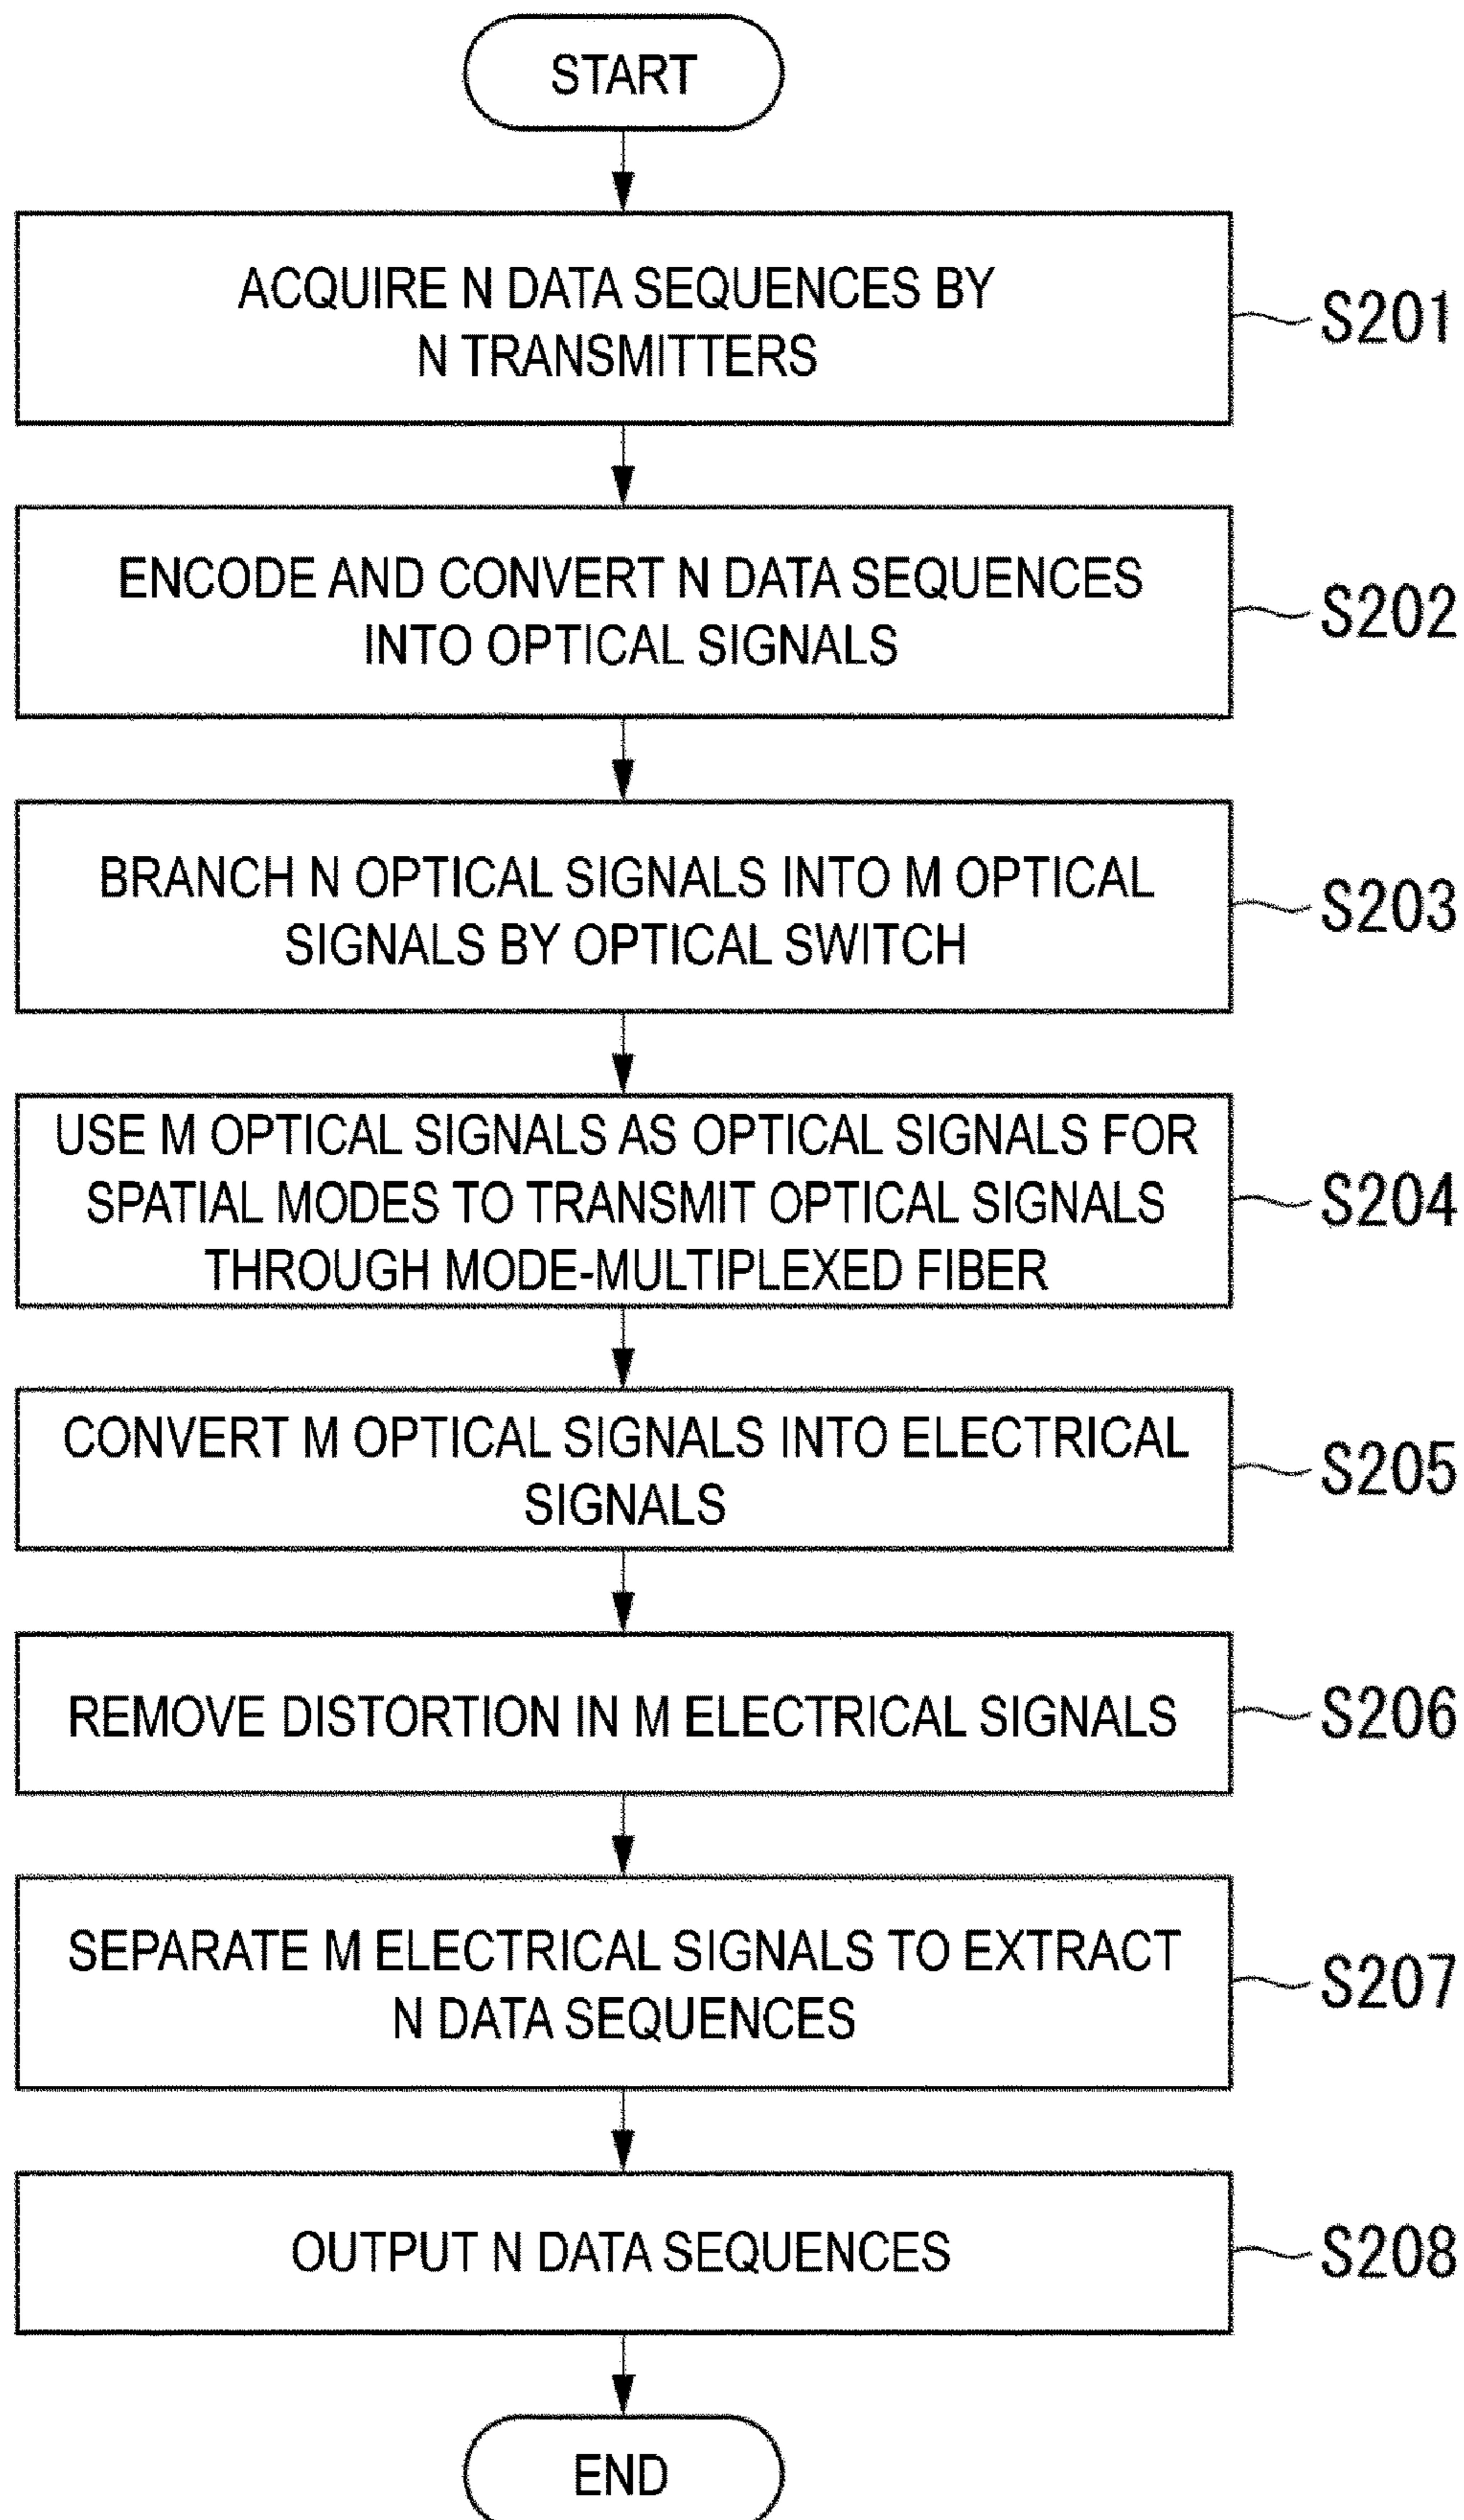 START
ACQUIRE N DATA SEQUENCES BY
N TRANSMITTERS
S201
ENCODE AND CONVERT N DATA SEQUENCES
INTO OPTICAL SIGNALS
S202
BRANCH N OPTICAL SIGNALS INTO M OPTICAL
SIGNALS BY OPTICAL SWITCH
S203
USE M OPTICAL SIGNALS AS OPTICAL SIGNALS FOR
SPATIAL MODES TO TRANSMIT OPTICAL SIGNALS
THROUGH MODE-MULTIPLEXED FIBER
S204
CONVERT M OPTICAL SIGNALS INTO ELECTRICAL
SIGNALS
S205
REMOVE DISTORTION IN M ELECTRICAL SIGNALS
S206
SEPARATE M ELECTRICAL SIGNALS TO EXTRACT
N DATA SEQUENCES
S207
OUTPUT N DATA SEQUENCES
S208
END